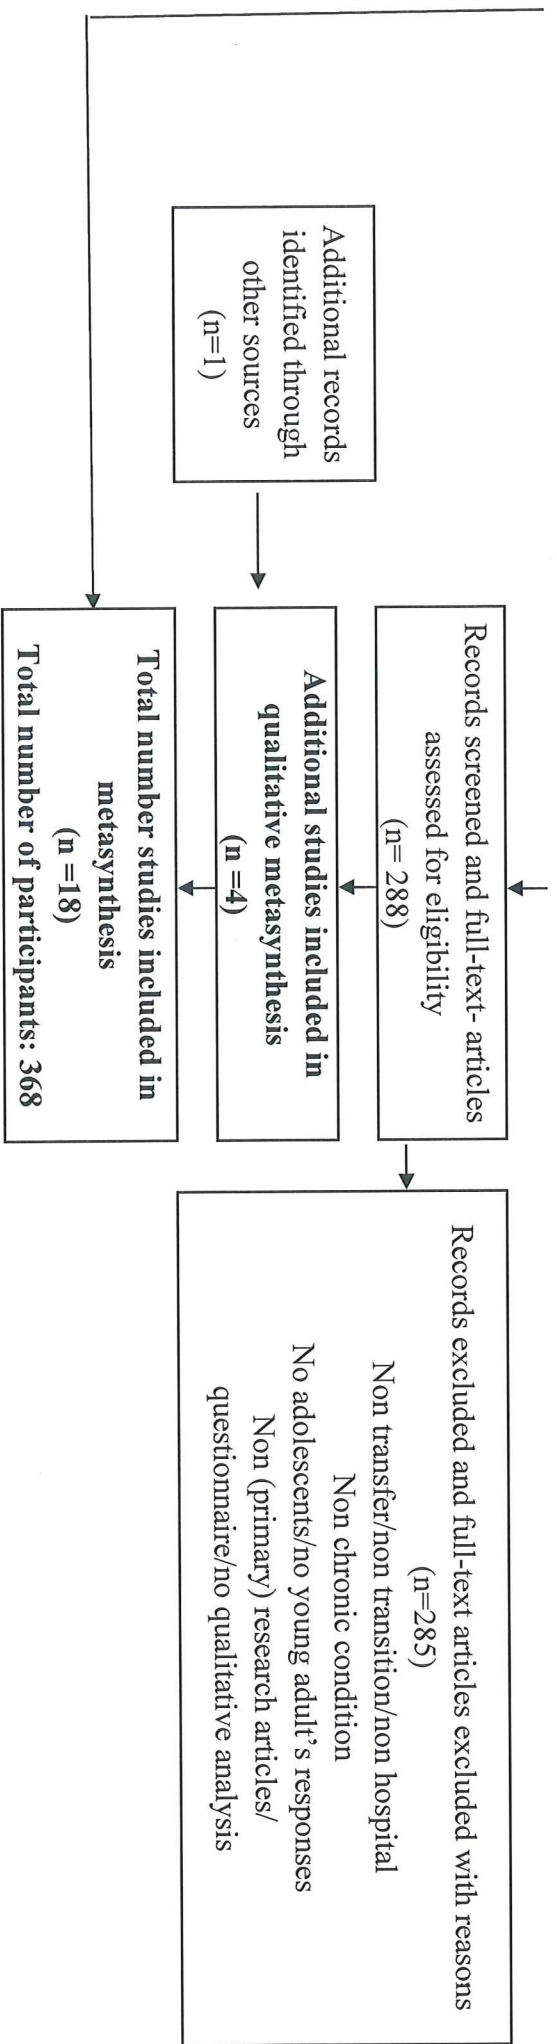 Records screened and full-text- articles
assessed for eligibility
(n= 288)
Records excluded and full-text articles excluded with reasons
(n=285)
Non transfer/non transition/non hospital
Non chronic condition
No adolescents/no young adult's responses
Non (primary) research articles/
questionnaire/no qualitative analysis
Additional records
identified through
other sources
(n=1)
Additional studies included in
qualitative metasynthesis
(n =4)
Total number studies included in
metasynthesis
(n =18)
Total number of participants: 368